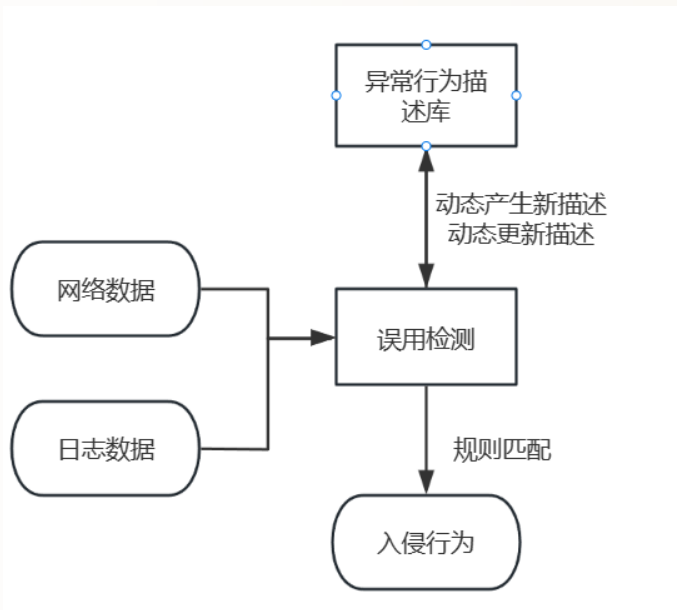 异常行为描
述库
动态产生新描述
动态更新描述
网络数据
误用检测
日志数据
规则匹配
入侵行为